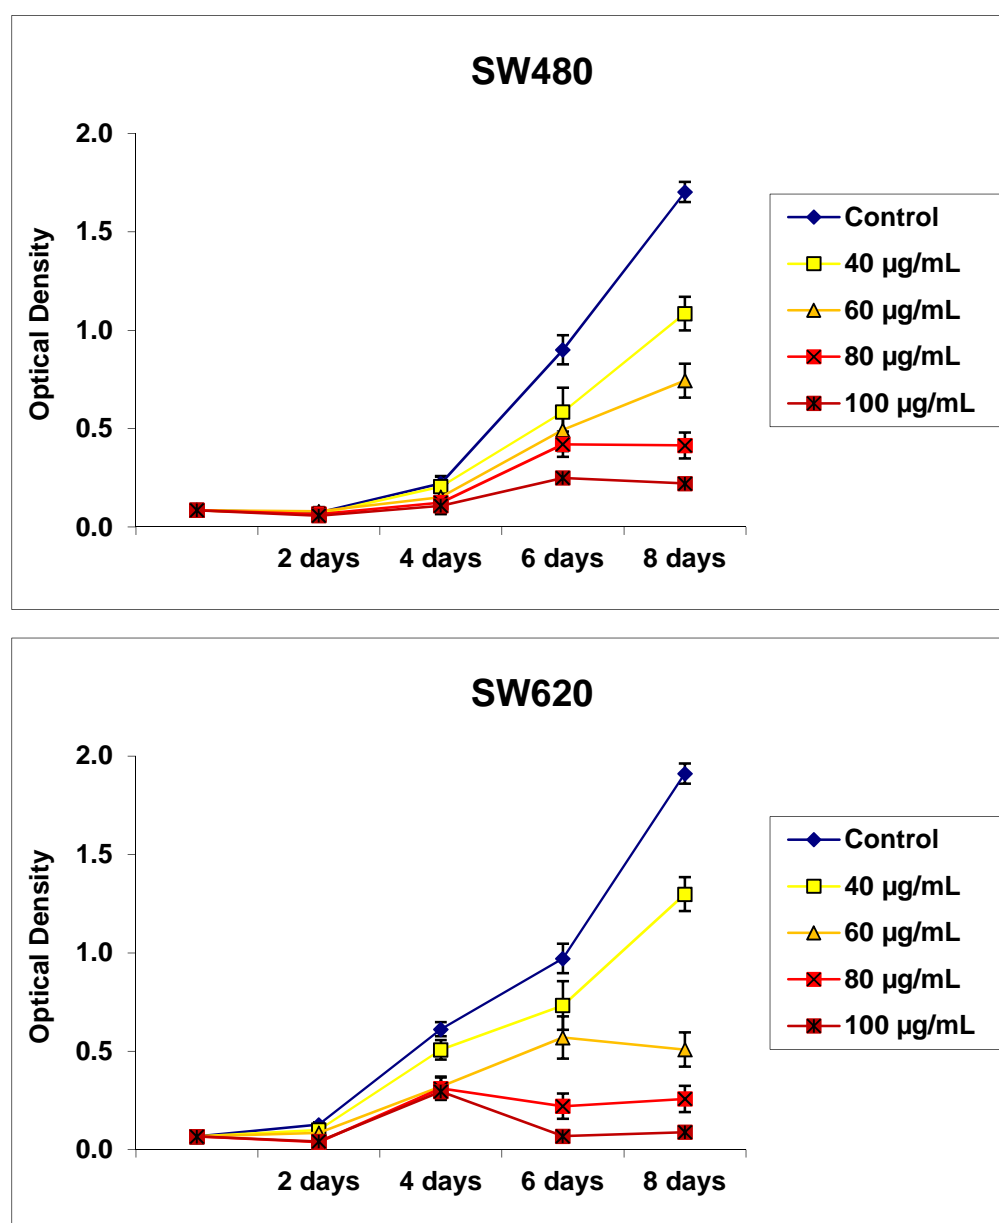 SW480
2.0
1.5
1.0
0.5
0.0
Optical Density
2 days 4 days 6 days 8 days
Control
40 µg/mL
60 µg/mL
80 µg/mL
100 µg/mL
SW620
2.0
1.5
1.0
0.5
0.0
Optical Density
2 days 4 days 6 days 8 days
Control
40 µg/mL
60 µg/mL
80 µg/mL
100 µg/mL